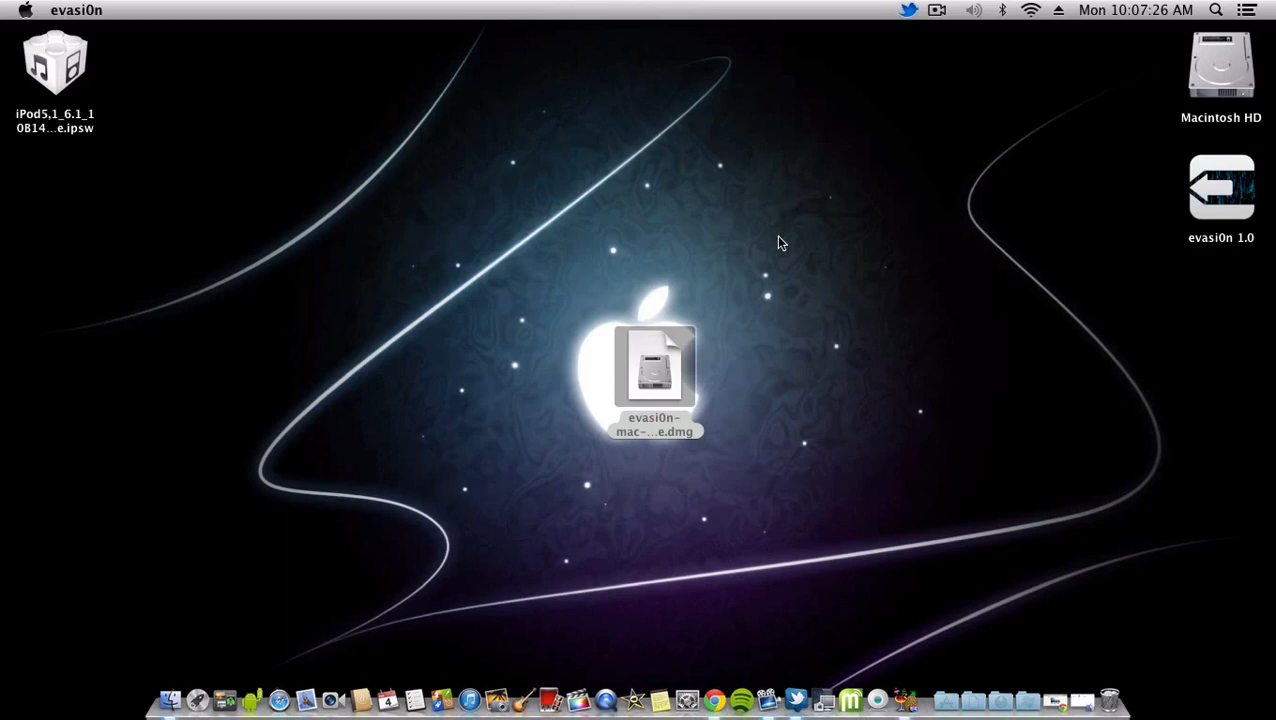 evasi0n
Mon 10:07:26 AM
iPod5,1_6.1_1
0B14...e.ipsw
Macintosh HD
evasi0n 1.0
evasi0n-
mac-...e.dmg